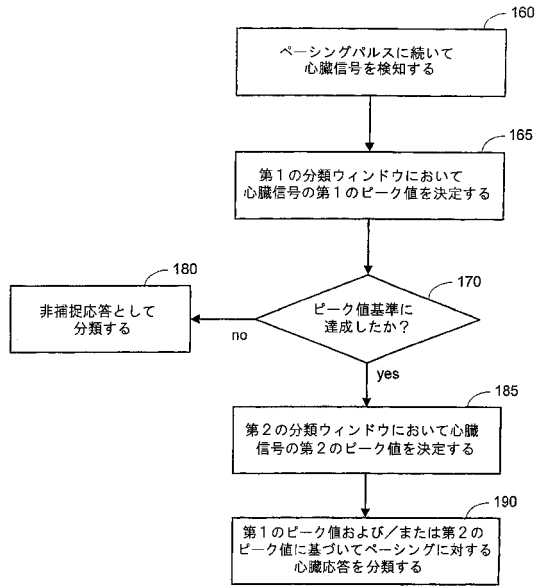 160
ペーシングパルスに続いて
心臓信号を検知する
165
第1の分類ウィンドウにおいて
心臓信号の第1のピーク値を決定する
180
非補捉応答として
分類する
170
ピーク値基準に
達成したか？
no
yes
185
第2の分類ウィンドウにおいて心臓
信号の第2のピーク値を決定する
190
第1のピーク値および／または第2の
ピーク値に基づいてペーシングに対する
心臓応答を分類する